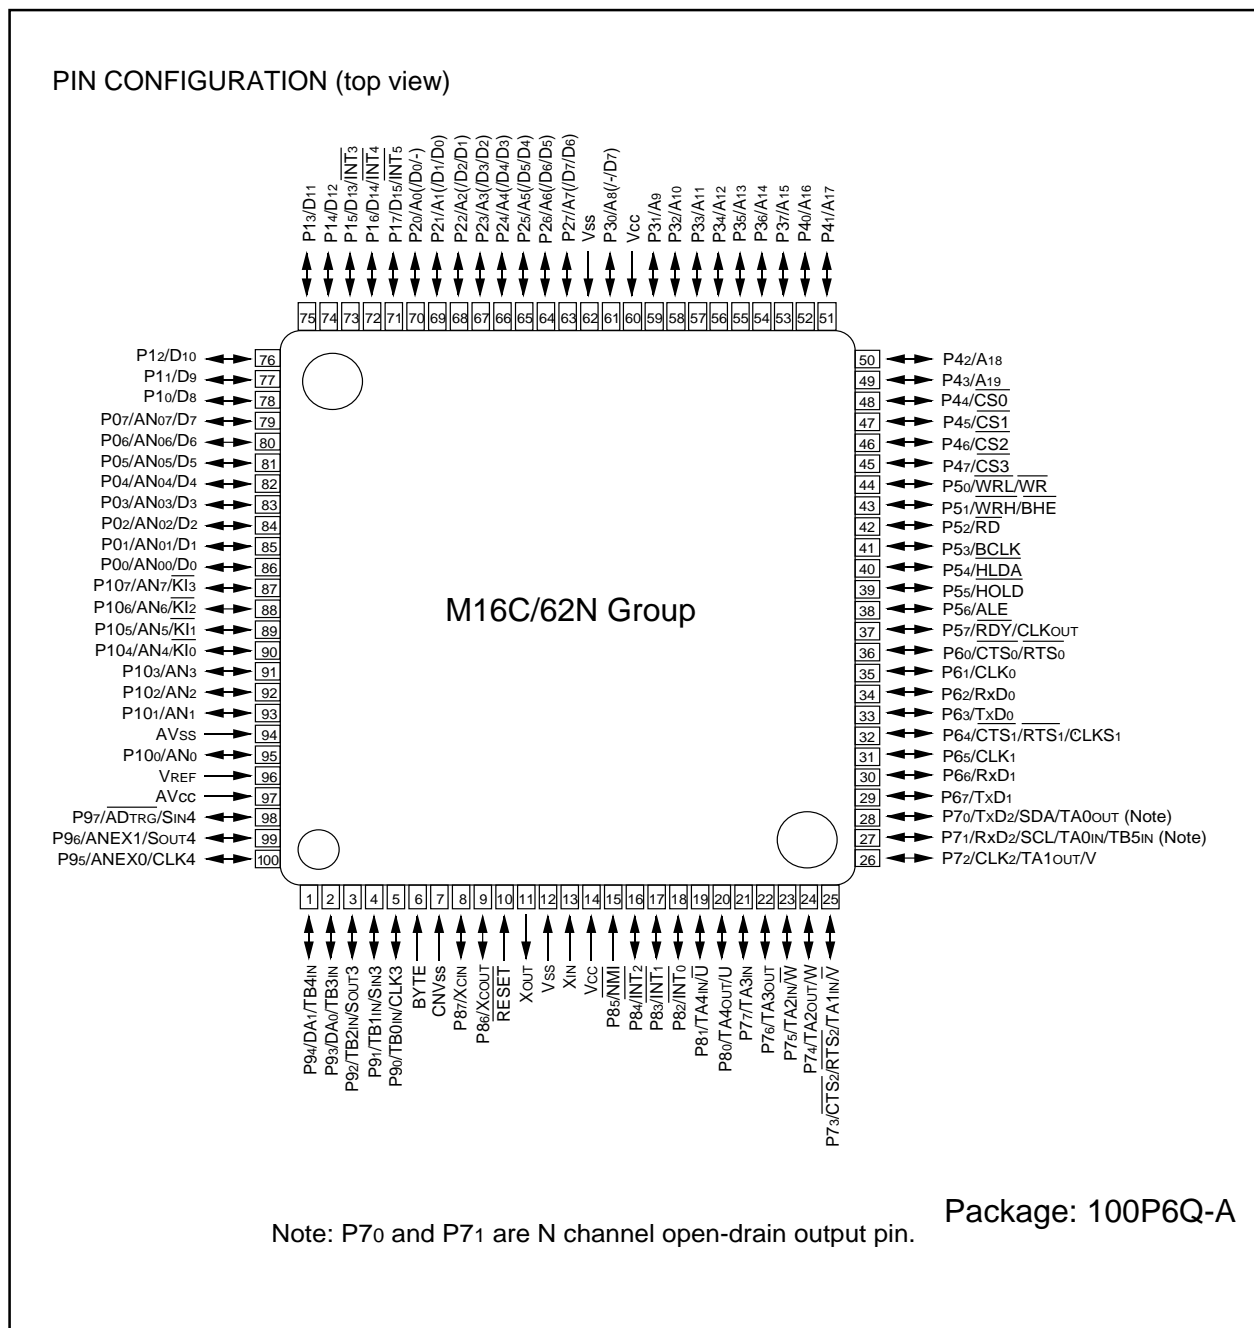 PIN CONFIGURATION (top view)
P13/D11
P14/D12
P15/D13/INT3
P16/D14/INT4
P17/D15/INT5
P20/A0(/D0/-)
P21/A1(/D1/D0)
P22/A2(/D2/D1)
P23/A3(/D3/D2)
P24/A4(/D4/D3)
P25/A5(/D5/D4)
P26/A6(/D6/D5)
P27/A7(/D7/D6)
Vss
P30/A8(/-/D7)
Vcc
P31/A9
P32/A10
P33/A11
P34/A12
P35/A13
P36/A14
P37/A15
P40/A16
P41/A17
75 74 73 72 71 70 69 68 67 66 65 64 63 62 61 60 59 58 57 56 55 54 53 52 51
P12/D10 76
P11/D9 77
P10/D8 78
P07/AN07/D7 79
P06/AN06/D6 80
P05/AN05/D5 81
P04/AN04/D4 82
P03/AN03/D3 83
P02/AN02/D2 84
P01/AN01/D1 85
P00/AN00/D0 86
P107/AN7/KI3 87
P106/AN6/KI2 88
P105/AN5/KI1 89
P104/AN4/KI0 90
P103/AN3 91
P102/AN2 92
P101/AN1 93
AVss 94
P100/AN0 95
VREF 96
AVcc 97
P97/ADTRG/SIN4 98
P96/ANEX1/SOUT4 99
P95/ANEX0/CLK4 100
M16C/62N Group
50 P42/A18
49 P43/A19
48 P44/CS0
47 P45/CS1
46 P46/CS2
45 P47/CS3
44 P50/WRL/WR
43 P51/WRH/BHE
42 P52/RD
41 P53/BCLK
40 P54/HLDA
39 P55/HOLD
38 P56/ALE
37 P57/RDY/CLKOUT
36 P60/CTS0/RTS0
35 P61/CLK0
34 P62/RxD0
33 P63/TxD0
32 P64/CTS1/RTS1/CLKS1
31 P65/CLK1
30 P66/RxD1
29 P67/TxD1
28 P70/TxD2/SDA/TA0OUT (Note)
27 P71/RxD2/SCL/TA0IN/TB5IN (Note)
26 P72/CLK2/TA1OUT/V
1 2 3 4 5 6 7 8 9 10 11 12 13 14 15 16 17 18 19 20 21 22 23 24 25
P94/DA1/TB4IN
P93/DA0/TB3IN
P92/TB2IN/SOUT3
P91/TB1IN/SIN3
P90/TB0IN/CLK3
BYTE
CNVss
P87/XCIN
P86/XCOUT
RESET
XOUT
Vss
XIN
Vcc
P85/NMI
P84/INT2
P83/INT1
P82/INT0
P81/TA4IN/U
P80/TA4OUT/U
P77/TA3IN
P76/TA3OUT
P75/TA2IN/W
P74/TA2OUT/W
P73/CTS2/RTS2/TA1IN/V
Package: 100P6Q-A
Note: P70 and P71 are N channel open-drain output pin.